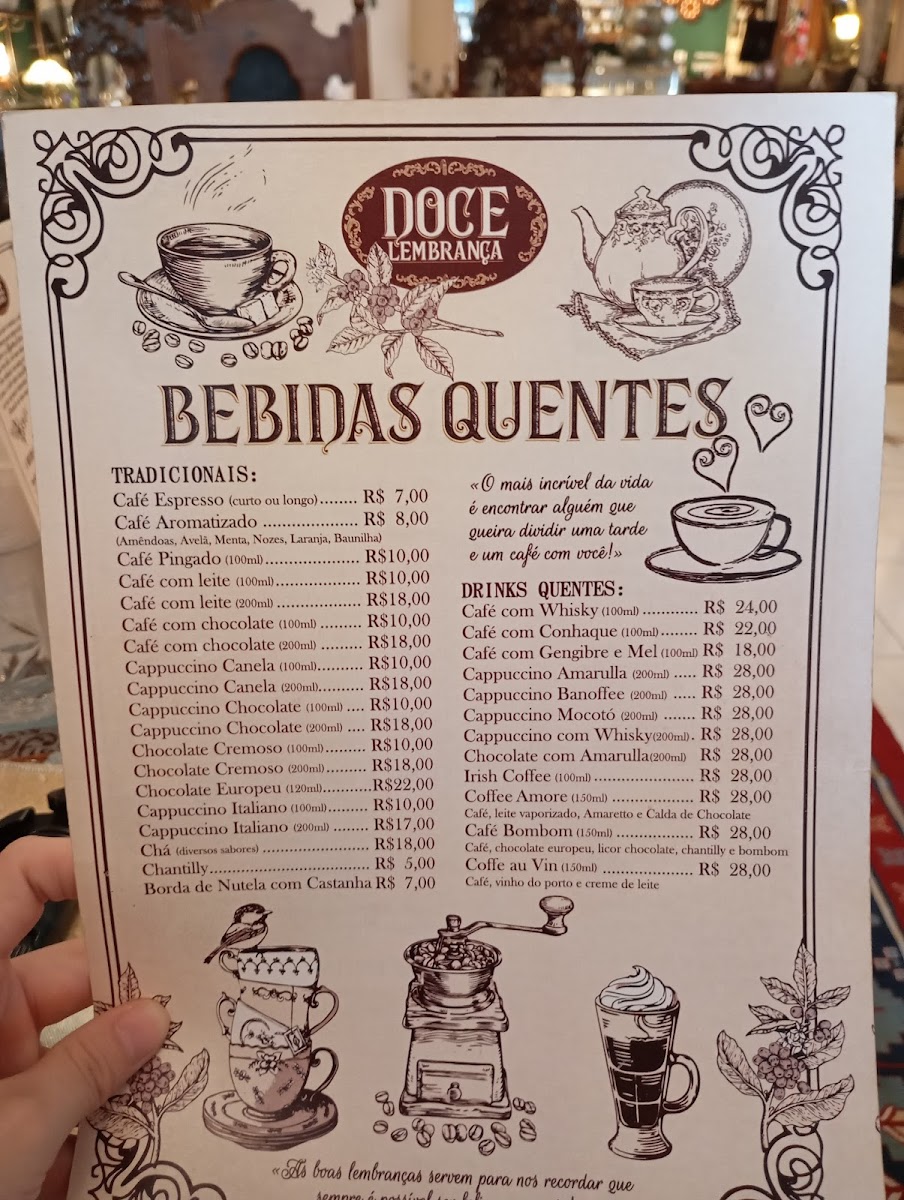 DOCE
LEMBRANÇA
BEBIDAS QUENTES
TRADICIONAIS:
Café Espresso (curto ou longo)........ R$ 7,00
Café Aromatizado .................... R$ 8,00
(Amêndoas, Avelã, Menta, Nozes, Laranja, Baunilha)
Café Pingado (100ml)..................... R$10,00
Café com leite (100ml)..................... R$10,00
Café com leite (200ml) .................. R$18,00
Café com chocolate (100ml) ......... R$10,00
Café com chocolate (200ml) ......... R$18,00
Cappuccino Canela (100ml)........... R$10,00
Cappuccino Canela (200ml)........... R$18,00
Cappuccino Chocolate (100ml) .... R$10,00
Cappuccino Chocolate (200ml) .... R$18,00
Chocolate Cremoso (100ml)......... R$10,00
Chocolate Cremoso (200ml)......... R$18,00
Chocolate Europeu (120ml)...........R$22,00
Cappuccino Italiano (100ml)......... R$10,00
Cappuccino Italiano (200ml) ........ R$17,00
Chá (diversos sabores) ........................ R$18,00
Chantilly..................................... R$ 5,00
Borda de Nutela com Castanha R$ 7,00
«O mais incrível da vida
é encontrar alguém que
queira dividir uma tarde
e um café com você!»
DRINKS QUENTES:
Café com Whisky (100ml) ........... R$ 24,00
Café com Conhaque (100ml)........ R$ 22,00
Café com Gengibre e Mel (100ml) R$ 18,00
Cappuccino Amarulla (200ml) ..... R$ 28,00
Cappuccino Banoffee (200ml) ..... R$ 28,00
Cappuccino Mocotó (200ml) ....... R$ 28,00
Cappuccino com Whisky(200ml). R$ 28,00
Chocolate com Amarulla(200ml) R$ 28,00
Irish Coffee (100ml) ...................... R$ 28,00
Coffee Amore (150ml) .................. R$ 28,00
Café, leite vaporizado, Amaretto e Calda de Chocolate
Café Bombom (150ml) ................. R$ 28,00
Café, chocolate europeu, licor chocolate, chantilly e bombom
Coffe au Vin (150ml) .................... R$ 28,00
Café, vinho do porto e creme de leite
«As boas lembranças servem para nos recordar que
sempre é possível